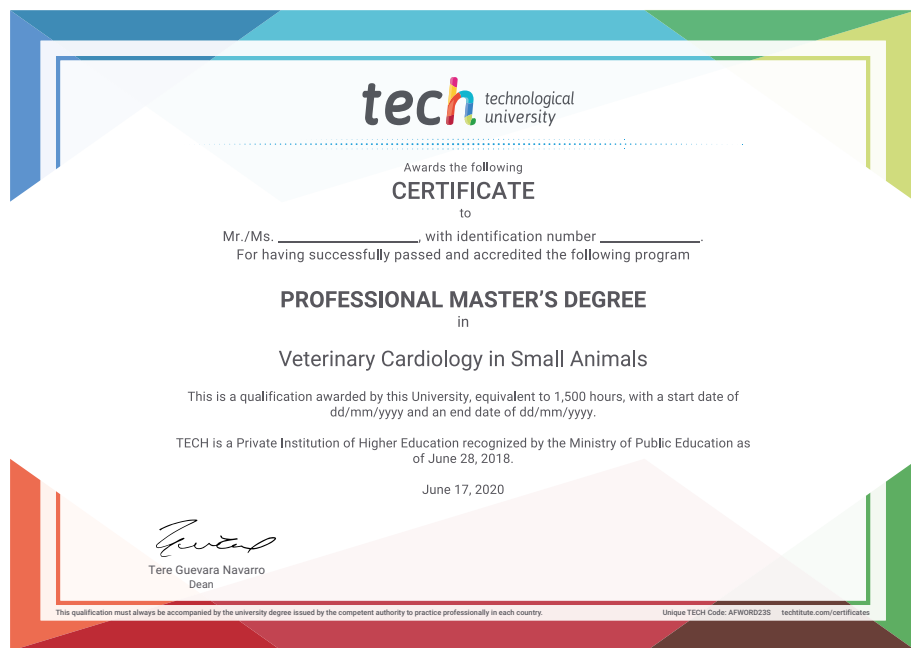 tech technological
university
Awards the following
CERTIFICATE
to
Mr./Ms. ____________________, with identification number ______________.
For having successfully passed and accredited the following program
PROFESSIONAL MASTER'S DEGREE
in
Veterinary Cardiology in Small Animals
This is a qualification awarded by this University, equivalent to 1,500 hours, with a start date of
dd/mm/yyyy and an end date of dd/mm/yyyy.
TECH is a Private Institution of Higher Education recognized by the Ministry of Public Education as
of June 28, 2018.
June 17, 2020
Tere Guevara Navarro
Dean
This qualification must always be accompanied by the university degree issued by the competent authority to practice professionally in each country.
Unique TECH Code: AFWORD23S techtitute.com/certificates